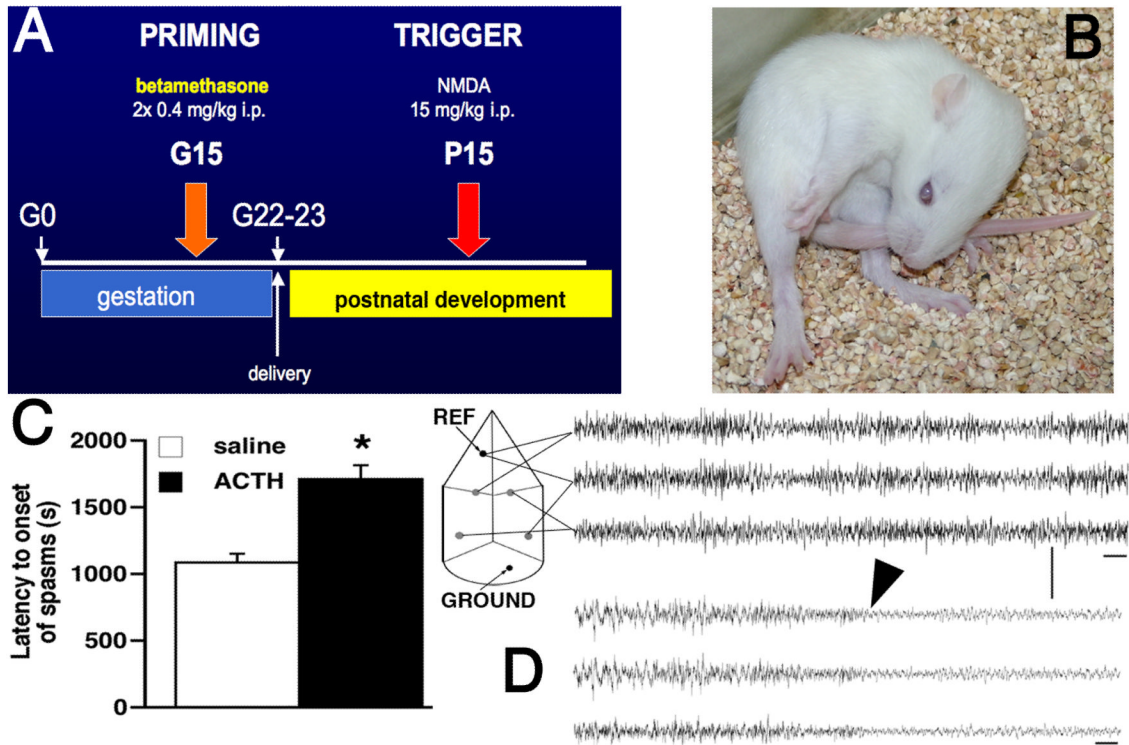 A
PRIMING
TRIGGER
betamethasone
2x 0.4 mg/kg i.p.
NMDA
15 mg/kg i.p.
G15
P15
G0
G22-23
gestation
postnatal development
delivery
B
C
2000
1500
1000
500
0
Latency to onset
of spasms (s)
saline
ACTH
*
REF
GROUND
D